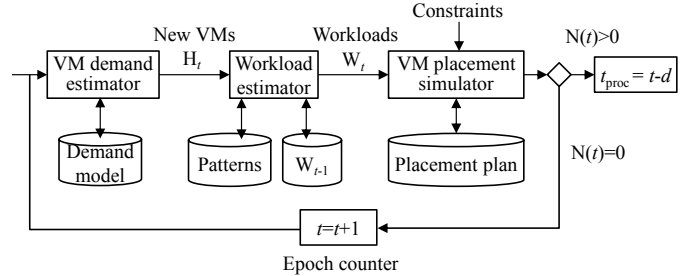 Constraints
New VMs
Workloads
N(t)>0
H_t
W_t
VM demand
estimator
Workload
estimator
VM placement
simulator
t_proc = t-d
Demand
model
Patterns
W_t-1
Placement plan
N(t)=0
t=t+1
Epoch counter